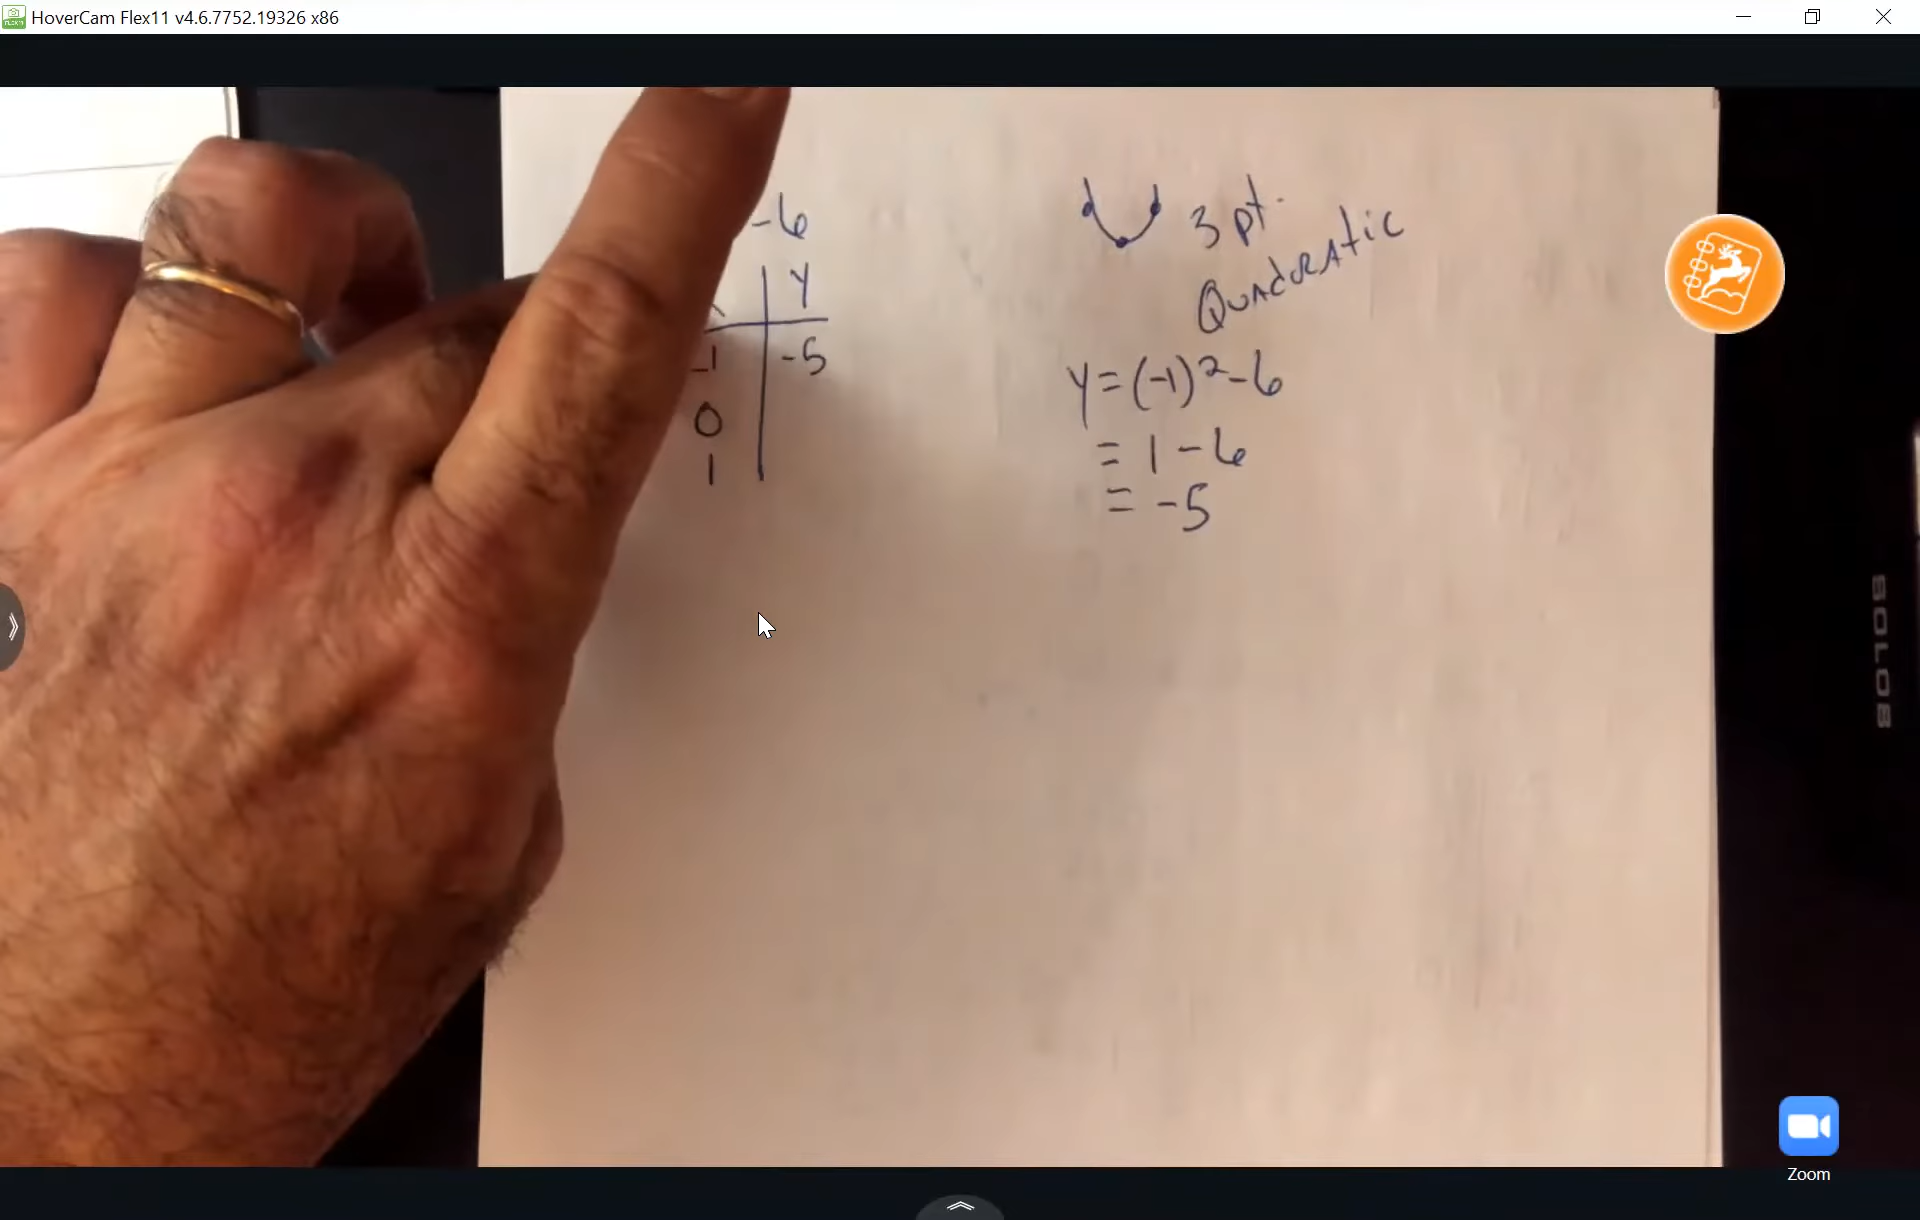 HoverCam Flex11 v4.6.7752.19326 x86
-6
Y
-1 -5
0
1
3 pt.
Quadratic
y=(-1)²-6
= 1-6
= -5
SOLO8
Zoom